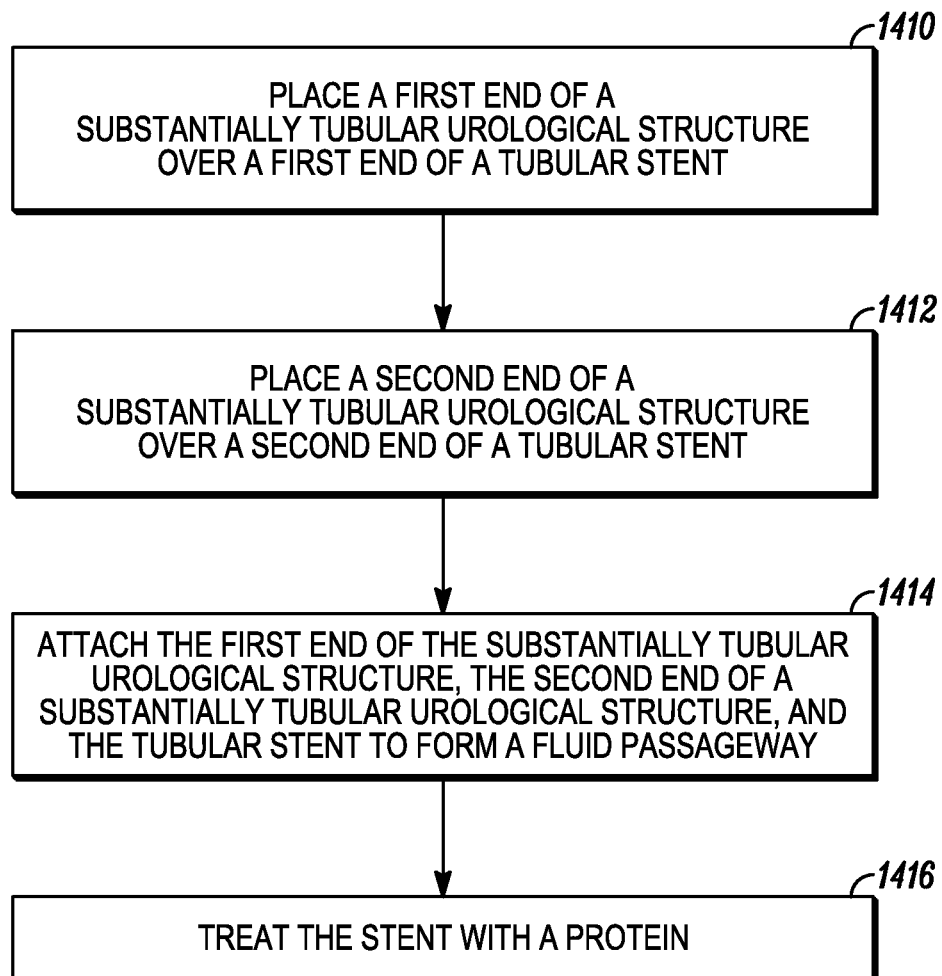 1410
PLACE A FIRST END OF A
SUBSTANTIALLY TUBULAR UROLOGICAL STRUCTURE
OVER A FIRST END OF A TUBULAR STENT
1412
PLACE A SECOND END OF A
SUBSTANTIALLY TUBULAR UROLOGICAL STRUCTURE
OVER A SECOND END OF A TUBULAR STENT
1414
ATTACH THE FIRST END OF THE SUBSTANTIALLY TUBULAR
UROLOGICAL STRUCTURE, THE SECOND END OF A
SUBSTANTIALLY TUBULAR UROLOGICAL STRUCTURE, AND
THE TUBULAR STENT TO FORM A FLUID PASSAGEWAY
1416
TREAT THE STENT WITH A PROTEIN